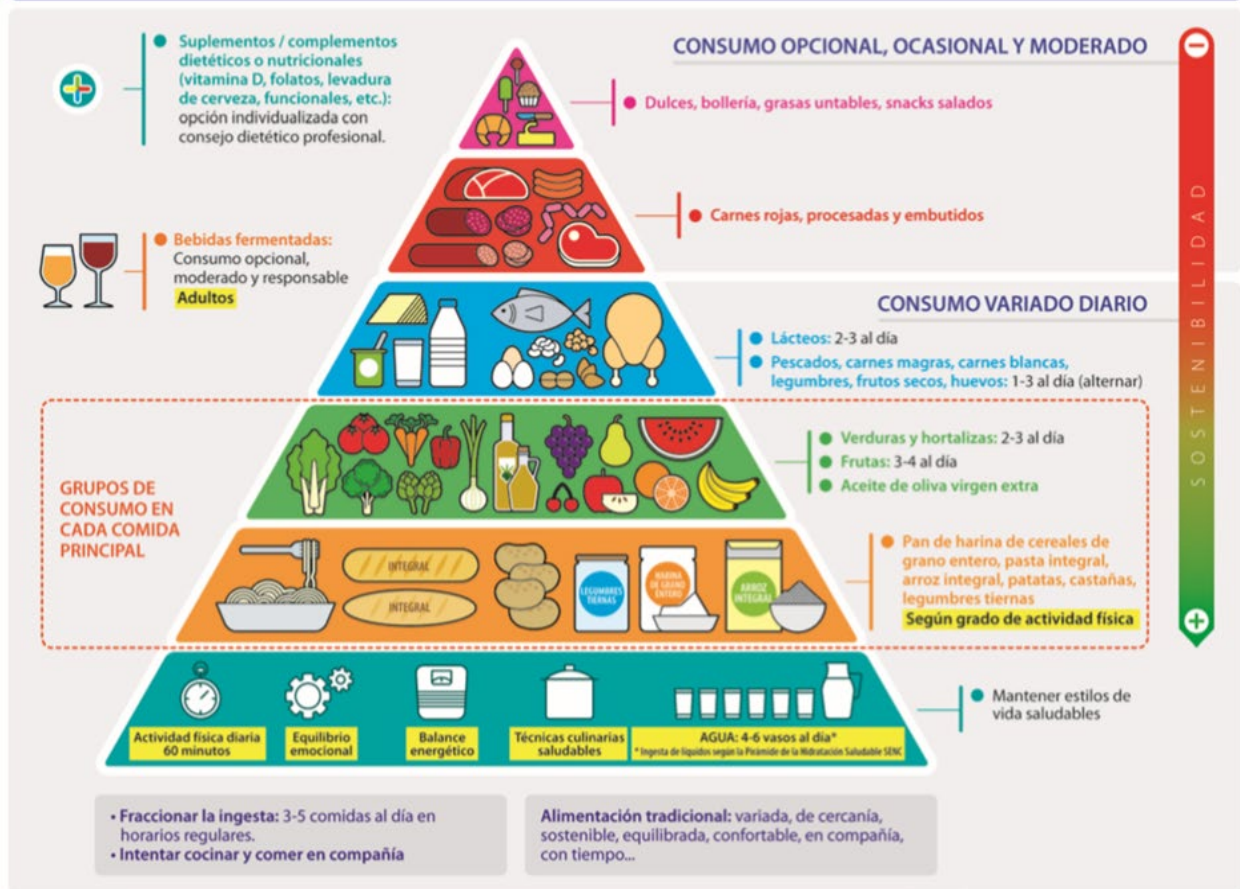 Suplementos / complementos
dietéticos o nutricionales
(vitamina D, folatos, levadura
de cerveza, funcionales, etc.):
opción individualizada con
consejo dietético profesional.
CONSUMO OPCIONAL, OCASIONAL Y MODERADO
Dulces, bollería, grasas untables, snacks salados
Carnes rojas, procesadas y embutidos
Bebidas fermentadas:
Consumo opcional,
moderado y responsable
Adultos
CONSUMO VARIADO DIARIO
Lácteos: 2-3 al día
Pescados, carnes magras, carnes blancas,
legumbres, frutos secos, huevos: 1-3 al día (alternar)
SOSTENIBILIDAD
GRUPOS DE
CONSUMO EN
CADA COMIDA
PRINCIPAL
Verduras y hortalizas: 2-3 al día
Frutas: 3-4 al día
Aceite de oliva virgen extra
INTEGRAL
INTEGRAL
LEGUMBRES
TIERNAS
HARINA
DE GRANO
ENTERO
ARROZ
INTEGRAL
Pan de harina de cereales de
grano entero, pasta integral,
arroz integral, patatas, castañas,
legumbres tiernas
Según grado de actividad física
Actividad física diaria
60 minutos
Equilibrio
emocional
Balance
energético
Técnicas culinarias
saludables
AGUA: 4-6 vasos al día*
* Ingesta de líquidos según la Pirámide de la Hidratación Saludable SENC
Mantener estilos de
vida saludables
• Fraccionar la ingesta: 3-5 comidas al día en
horarios regulares.
• Intentar cocinar y comer en compañía
Alimentación tradicional: variada, de cercanía,
sostenible, equilibrada, confortable, en compañía,
con tiempo...